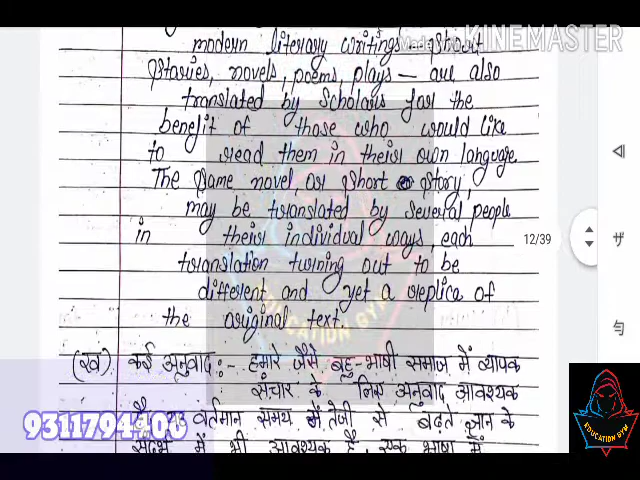 KINEMASTER
modern literary writings - short
stories, novels, poems, plays — are also
translated by scholars for the
benefit of those who would like
to read them in their own language
The same novel, or short story,
may be translated by several people
in their individual ways, each
translation turning out to be
different and yet a replica of
the original text.
12/39
(ख) कई अनुवाद :- हमारे जैसे बहु-भाषी समाज में व्यापक
संचार के लिए अनुवाद आवश्यक
वर्तमान समय में तेजी से बढ़ते ज्ञान के
संदर्भ में भी आवश्यक है, एक भाषा में
9311794406
EDUCATION GYM
EDUCATION GYM